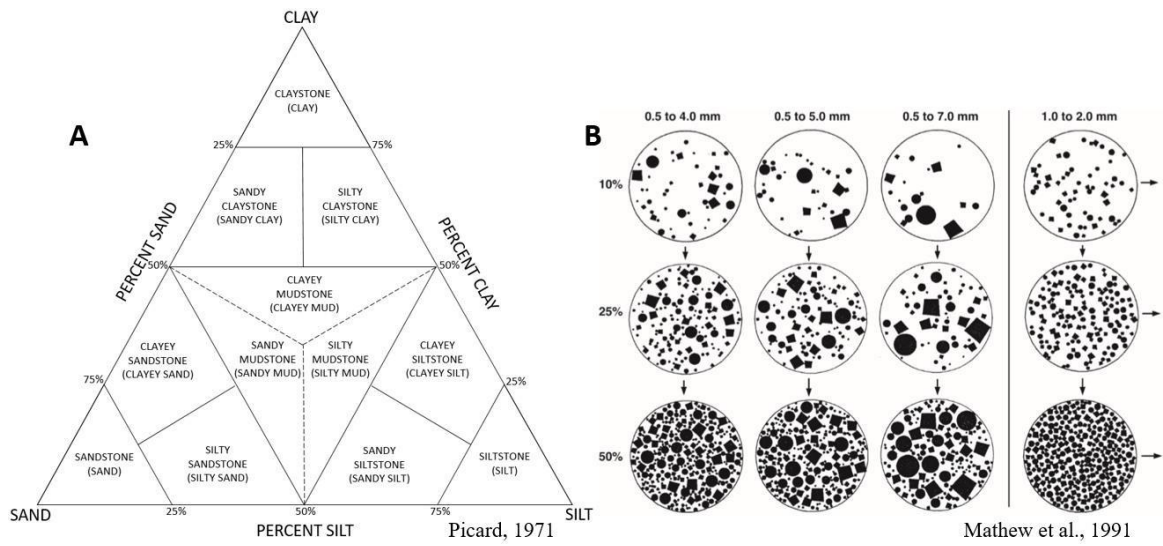 CLAY
A
CLAYSTONE
(CLAY)
25%
75%
SANDY
CLAYSTONE
(SANDY CLAY)
SILTY
CLAYSTONE
(SILTY CLAY)
PERCENT SAND
PERCENT CLAY
50%
50%
CLAYEY
MUDSTONE
(CLAYEY MUD)
CLAYEY
SANDSTONE
(CLAYEY SAND)
SANDY
MUDSTONE
(SANDY MUD)
SILTY
MUDSTONE
(SILTY MUD)
CLAYEY
SILTSTONE
(CLAYEY SILT)
75%
25%
SANDSTONE
(SAND)
SILTY
SANDSTONE
(SILTY SAND)
SANDY
SILTSTONE
(SANDY SILT)
SILTSTONE
(SILT)
SAND
25%
50%
75%
SILT
PERCENT SILT
Picard, 1971
B
0.5 to 4.0 mm
0.5 to 5.0 mm
0.5 to 7.0 mm
1.0 to 2.0 mm
10%
25%
50%
Mathew et al., 1991